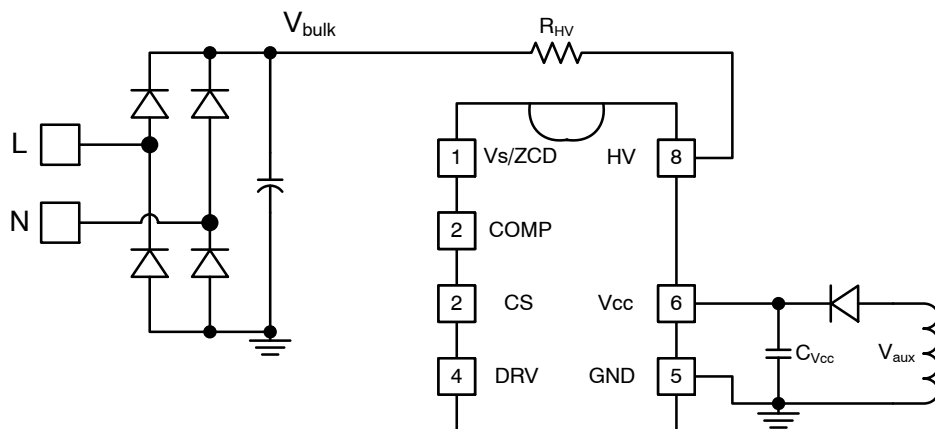 V_bulk
R_HV
L
1 Vs/ZCD HV 8
N
2 COMP
2 CS Vcc 6
C_Vcc V_aux
4 DRV GND 5